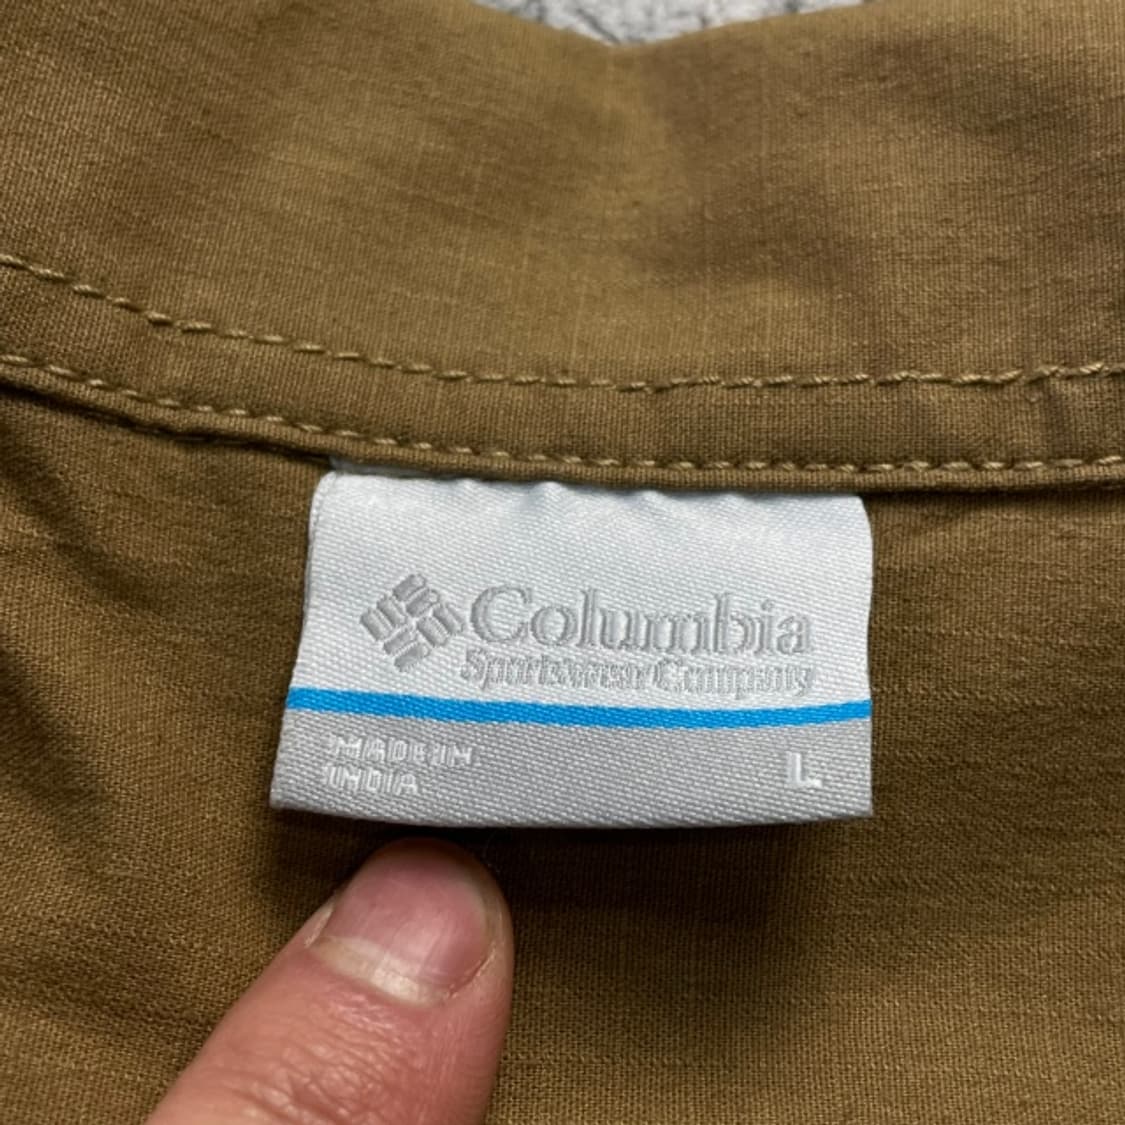 Columbia
Sportswear Company
MADE IN
INDIA
L